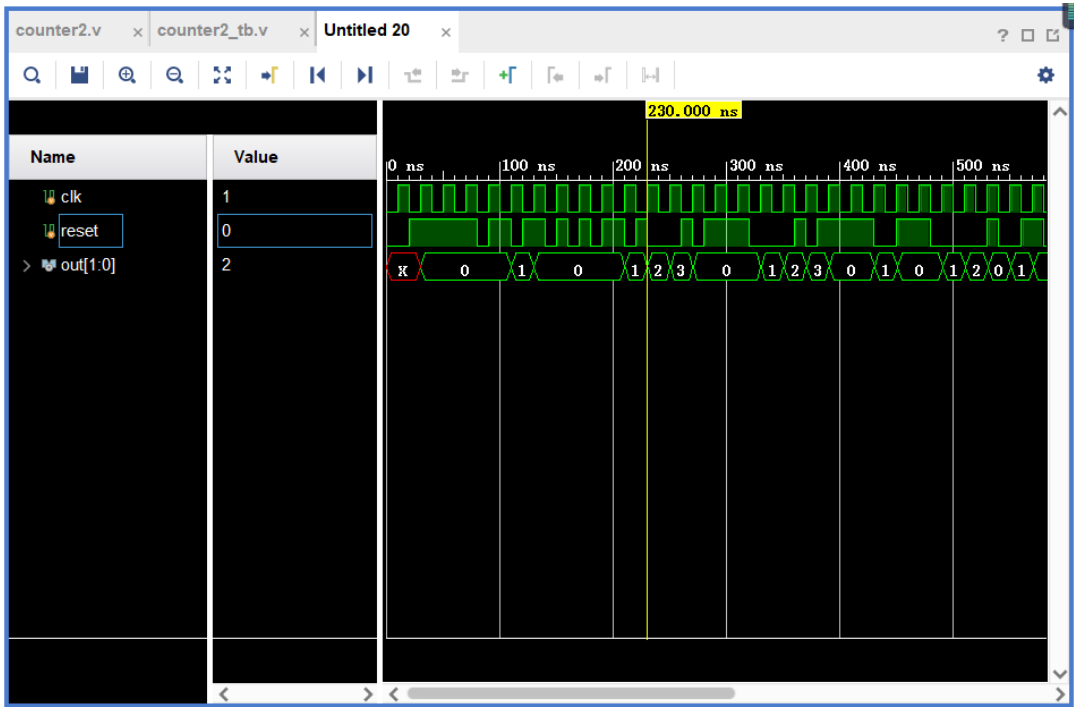 counter2.v × counter2_tb.v × Untitled 20 ×
? 
230.000 ns
Name Value 0 ns 100 ns 200 ns 300 ns 400 ns 500 ns
clk 1
reset 0
> out[1:0] 2 X 0 1 0 1 2 3 0 1 2 3 0 1 0 1 2 0 1